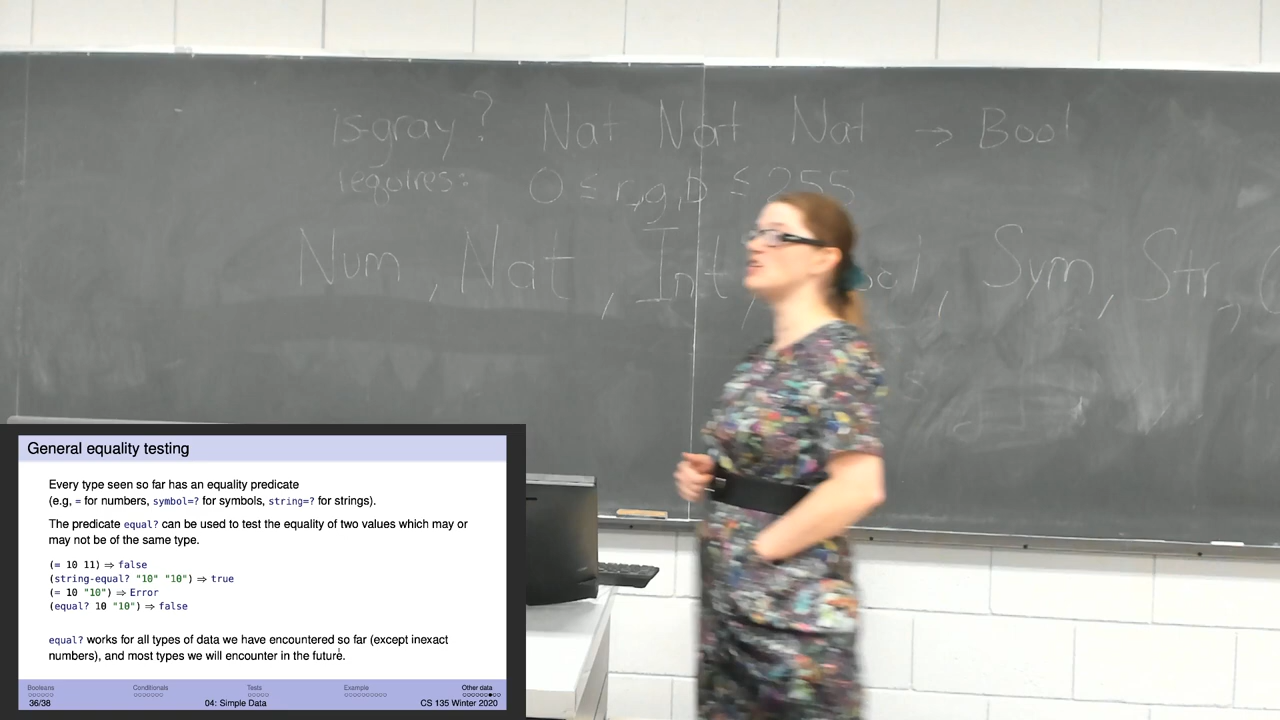 is-gray? Nat Nat Nat → Bool
requires: 0 ≤ r,g,b ≤ 255
Num, Nat, Int, Sym, Str,
General equality testing
Every type seen so far has an equality predicate
(e.g, = for numbers, symbol=? for symbols, string=? for strings).
The predicate equal? can be used to test the equality of two values which may or
may not be of the same type.
(= 10 11) ⇒ false
(string-equal? "10" "10") ⇒ true
(= 10 "10") ⇒ Error
(equal? 10 "10") ⇒ false
equal? works for all types of data we have encountered so far (except inexact
numbers), and most types we will encounter in the future.
Booleans Conditionals Tests Example Other data
36/38 04: Simple Data CS 135 Winter 2020